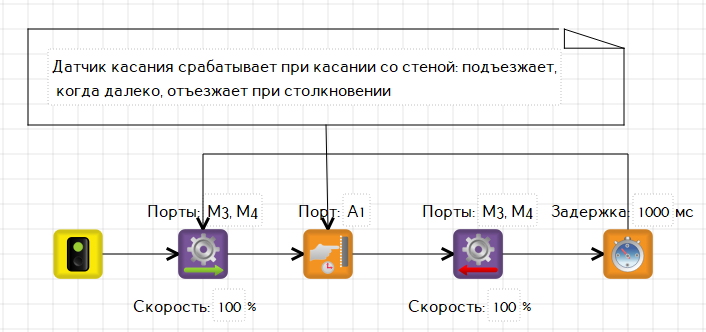 Датчик касания срабатывает при касании со стеной: подъезжает,
когда далеко, отъезжает при столкновении
Порты: M3, M4
Порт: A1
Порты: M3, M4
Задержка: 1000 мс
Скорость: 100 %
Скорость: 100 %